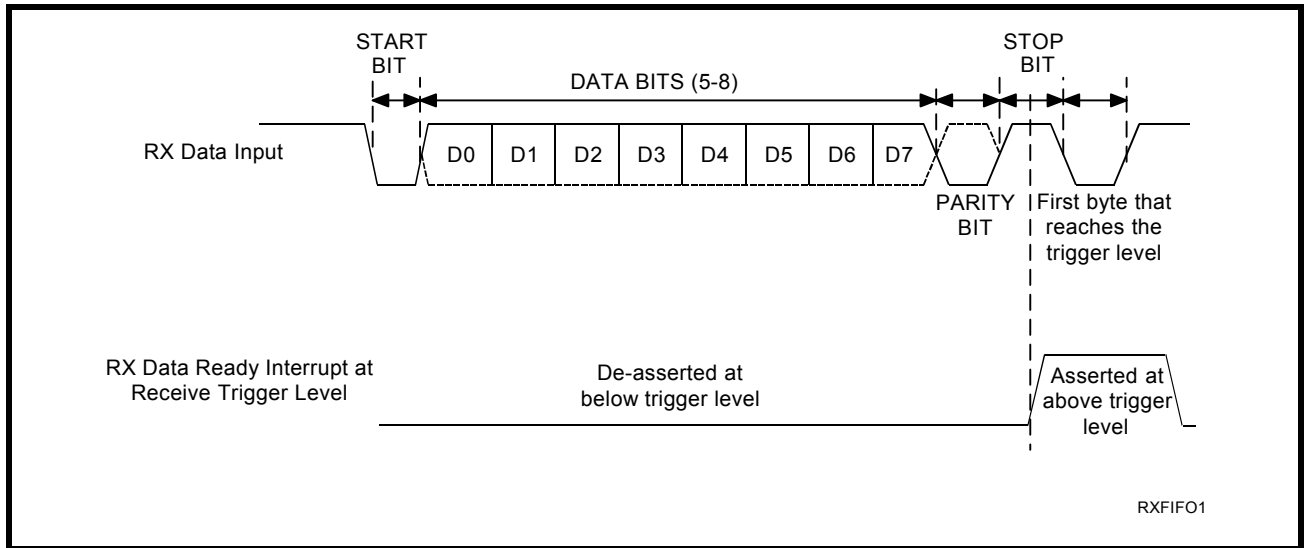 START
BIT
STOP
BIT
DATA BITS (5-8)
RX Data Input
D0 D1 D2 D3 D4 D5 D6 D7
PARITY
BIT
First byte that
reaches the
trigger level
RX Data Ready Interrupt at
Receive Trigger Level
De-asserted at
below trigger level
Asserted at
above trigger
level
RXFIFO1